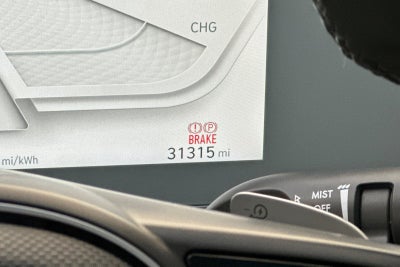 CHG
P
BRAKE
mi/kWh
31315 mi
MIST
OFF